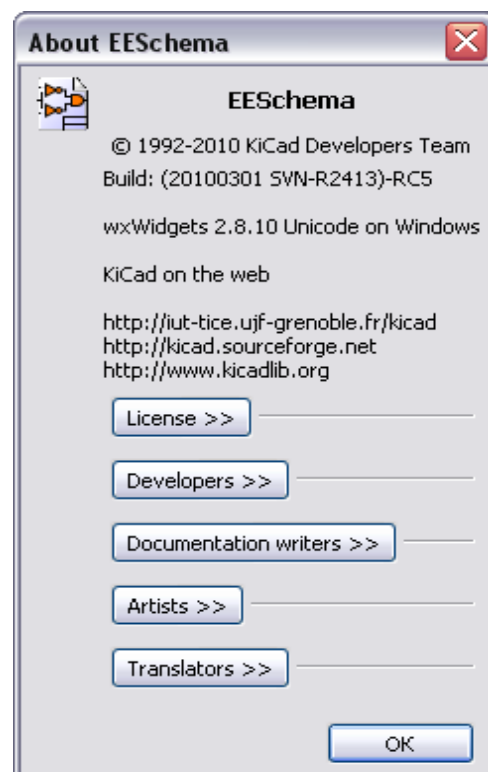 About EESchema
EESchema
© 1992-2010 KiCad Developers Team
Build: (20100301 SVN-R2413)-RC5
wxWidgets 2.8.10 Unicode on Windows
KiCad on the web
http://iut-tice.ujf-grenoble.fr/kicad
http://kicad.sourceforge.net
http://www.kicadlib.org
License >>
Developers >>
Documentation writers >>
Artists >>
Translators >>
OK